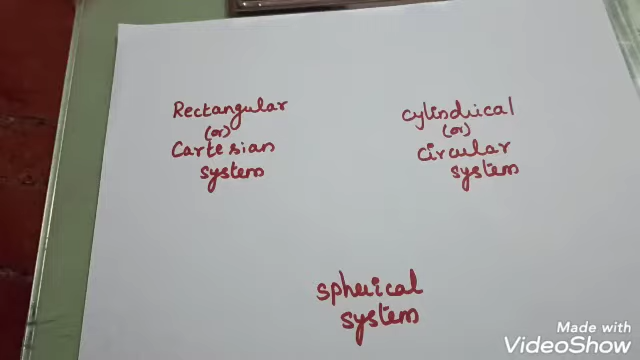 Rectangular
(or)
Cartesian
system
Cylindrical
(or)
Circular
system
Spherical
system
Made with
VideoShow